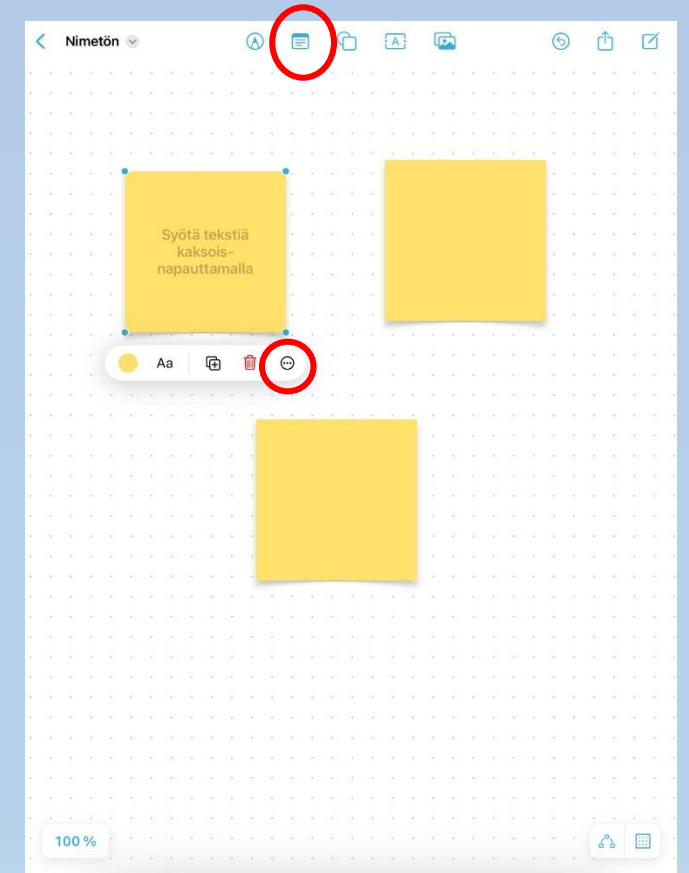 Nimetön
A
Syötä tekstiä
kaksois-
napauttamalla
Aa
100 %